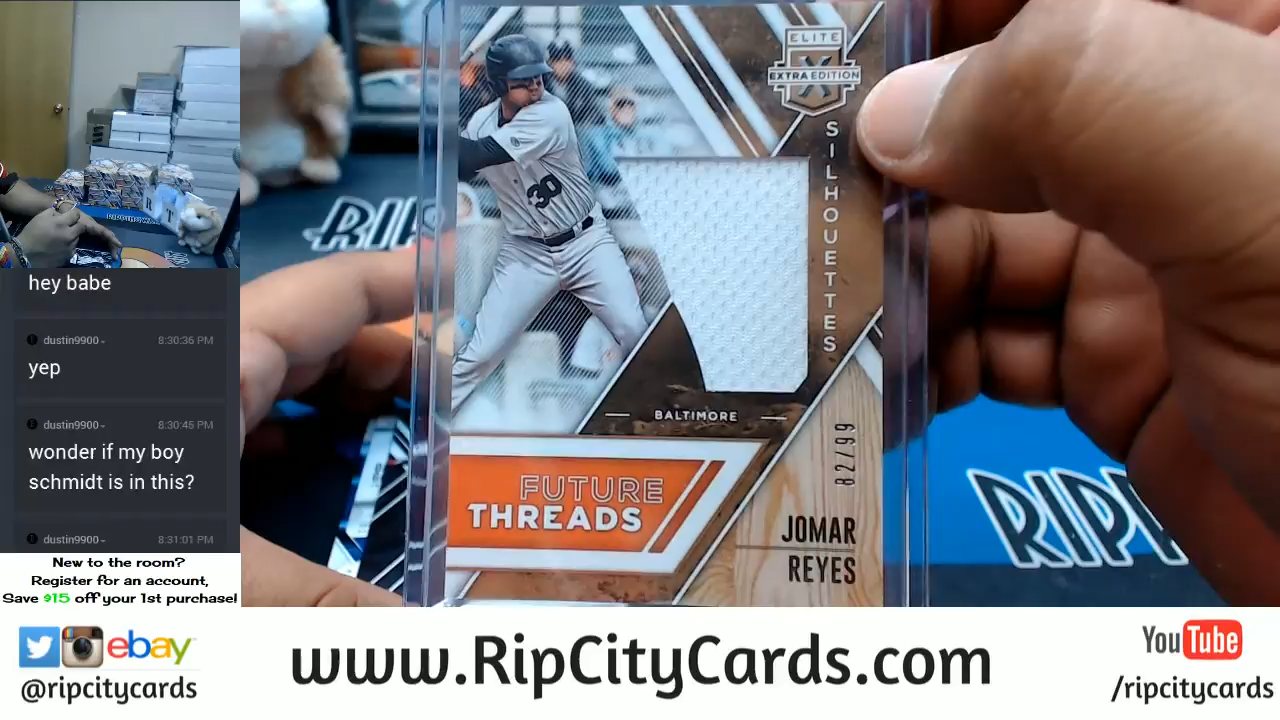 hey babe
dustin9900 8:30:36 PM
yep
dustin9900 8:30:45 PM
wonder if my boy
schmidt is in this?
dustin9900 8:31:01 PM
New to the room?
Register for an account,
Save $15 off your 1st purchase!
ELITE
X
EXTRA EDITION
SILHOUETTES
30
BALTIMORE
82/99
FUTURE
THREADS
JOMAR
REYES
RIP
RIPP
R T
ebay
@ripcitycards
www.RipCityCards.com
YouTube
/ripcitycards